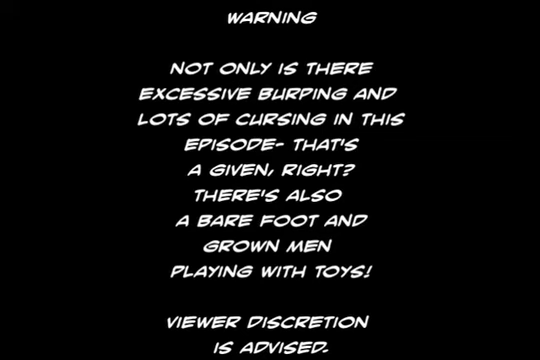 WARNING
NOT ONLY IS THERE
EXCESSIVE BURPING AND
LOTS OF CURSING IN THIS
EPISODE- THAT'S
A GIVEN, RIGHT?
THERE'S ALSO
A BARE FOOT AND
GROWN MEN
PLAYING WITH TOYS!
VIEWER DISCRETION
IS ADVISED.